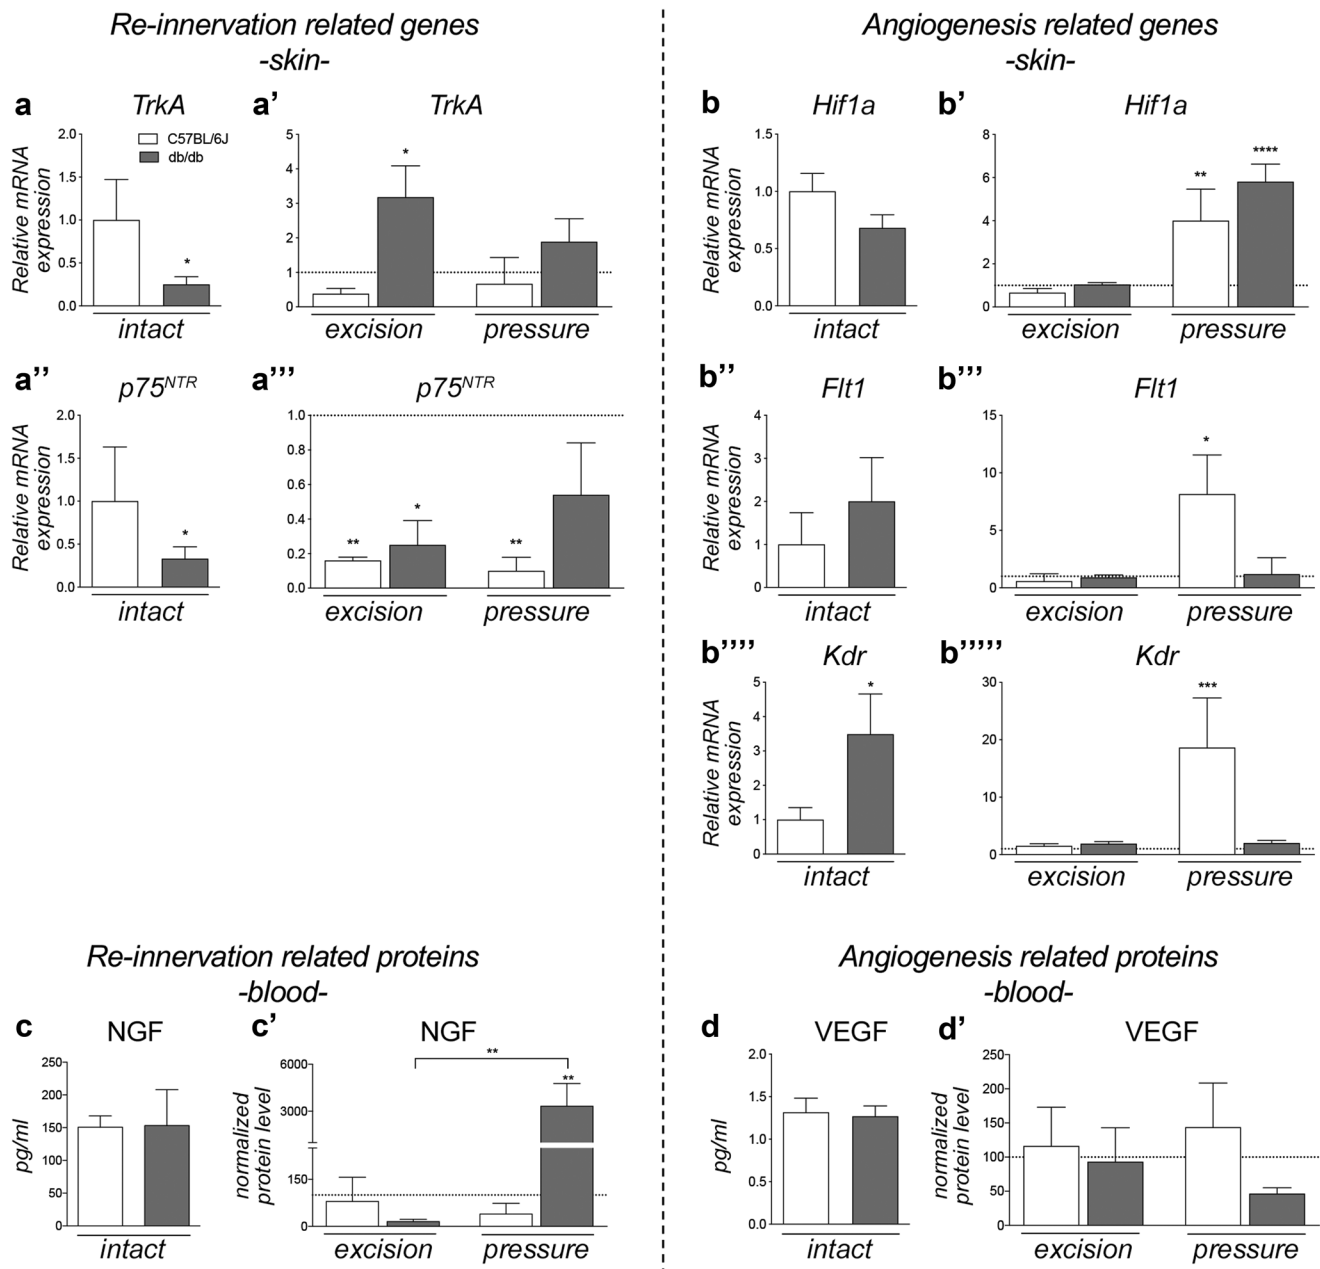 Re-innervation related genes
-skin-
Angiogenesis related genes
-skin-
a
TrkA
Relative mRNA
expression
2.0
1.5
1.0
0.5
0.0
C57BL/6J
db/db
*
intact
a’
TrkA
5
4
3
2
1
0
*
excision
pressure
b
Hif1a
Relative mRNA
expression
1.5
1.0
0.5
0.0
intact
b’
Hif1a
8
6
4
2
0
**
****
excision
pressure
a’’
p75NTR
Relative mRNA
expression
2.0
1.5
1.0
0.5
0.0
*
intact
a’’’
p75NTR
1.0
0.8
0.6
0.4
0.2
0.0
**
*
**
excision
pressure
b’’
Flt1
Relative mRNA
expression
4
3
2
1
0
intact
b’’’
Flt1
15
10
5
0
*
excision
pressure
b’’’’
Kdr
Relative mRNA
expression
5
4
3
2
1
0
*
intact
b’’’’’
Kdr
30
20
10
0
***
excision
pressure
Re-innervation related proteins
-blood-
Angiogenesis related proteins
-blood-
c
NGF
pg/ml
250
200
150
100
50
0
intact
c’
NGF
normalized
protein level
6000
3000
150
0
**
**
excision
pressure
d
VEGF
pg/ml
2.0
1.5
1.0
0.5
0.0
intact
d’
VEGF
normalized
protein level
250
200
150
100
50
0
excision
pressure